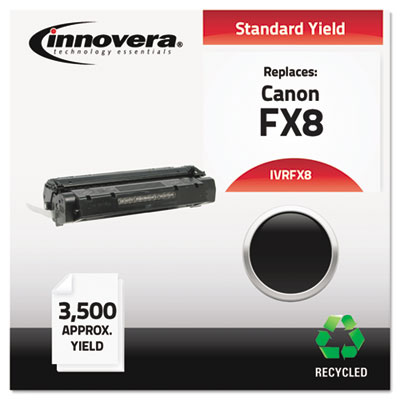 innovera
technology essentials
Standard Yield
Replaces:
Canon
FX8
IVRFX8
3,500
APPROX.
YIELD
RECYCLED